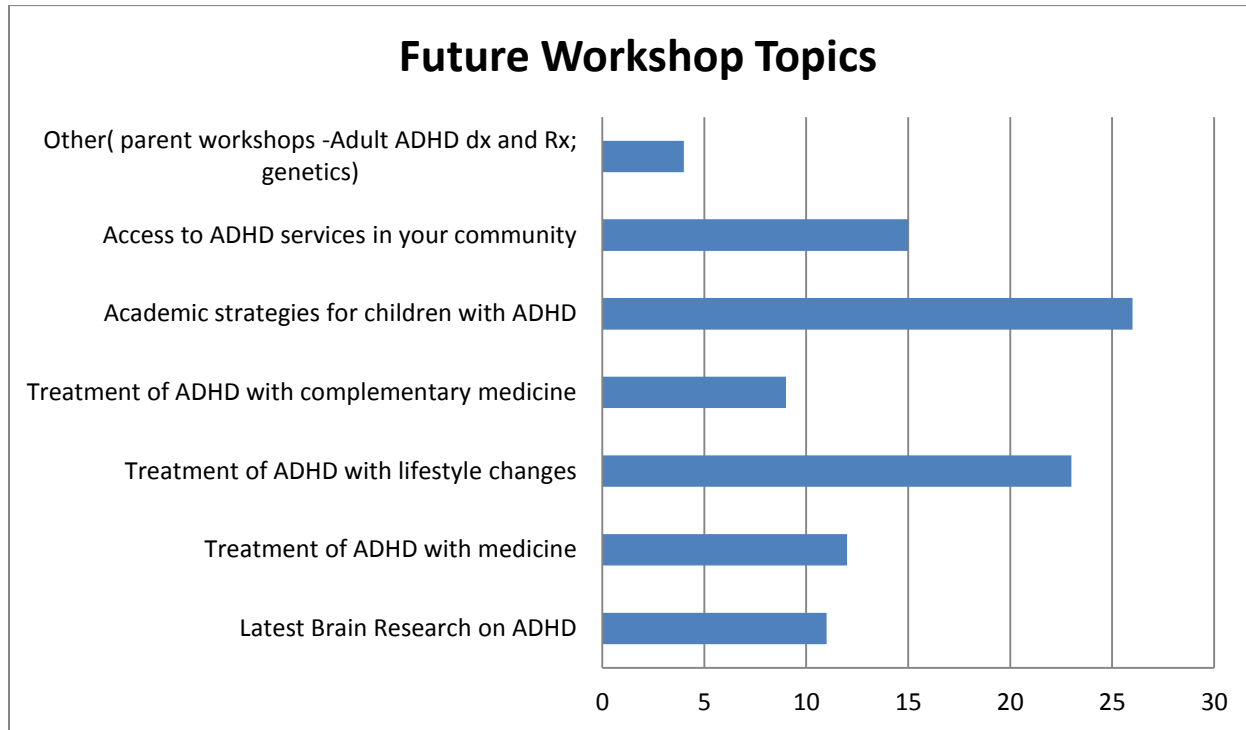 Future Workshop Topics
Other( parent workshops -Adult ADHD dx and Rx;
genetics)
Access to ADHD services in your community
Academic strategies for children with ADHD
Treatment of ADHD with complementary medicine
Treatment of ADHD with lifestyle changes
Treatment of ADHD with medicine
Latest Brain Research on ADHD
0 5 10 15 20 25 30